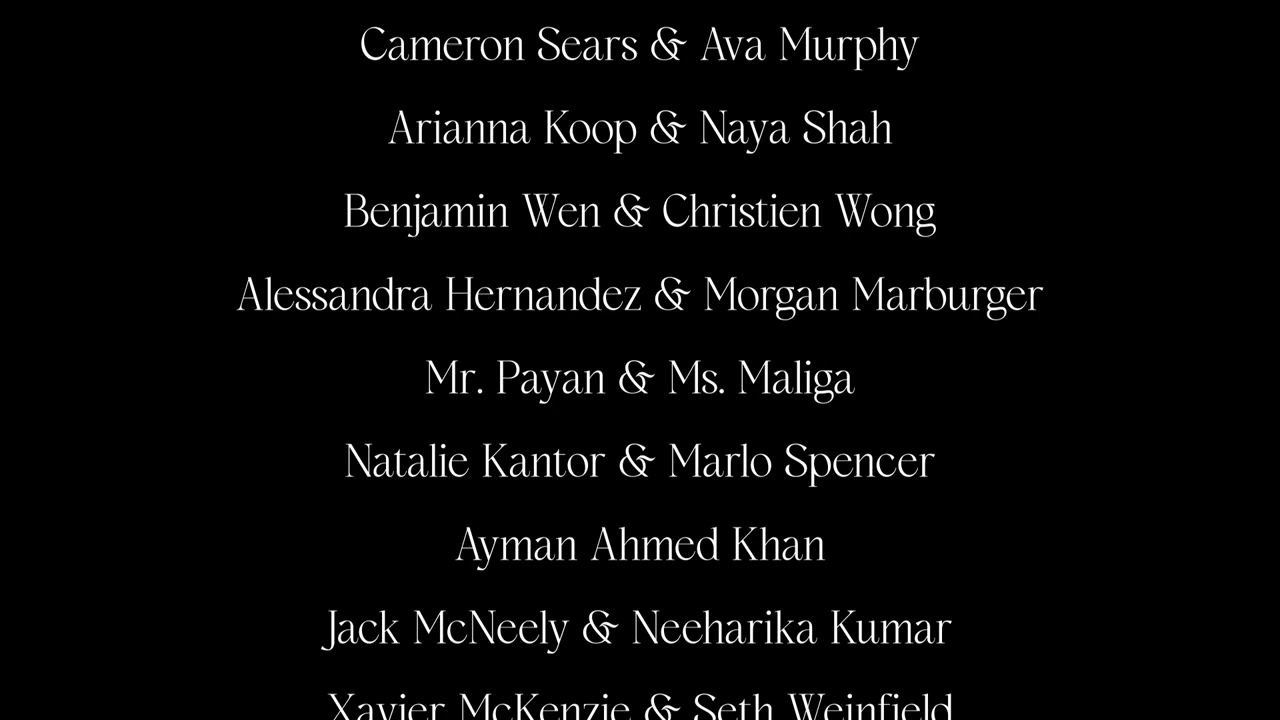 Cameron Sears & Ava Murphy
Arianna Koop & Naya Shah
Benjamin Wen & Christien Wong
Alessandra Hernandez & Morgan Marburger
Mr. Payan & Ms. Maliga
Natalie Kantor & Marlo Spencer
Ayman Ahmed Khan
Jack McNeely & Neeharika Kumar
Xavier McKenzie & Seth Weinfield